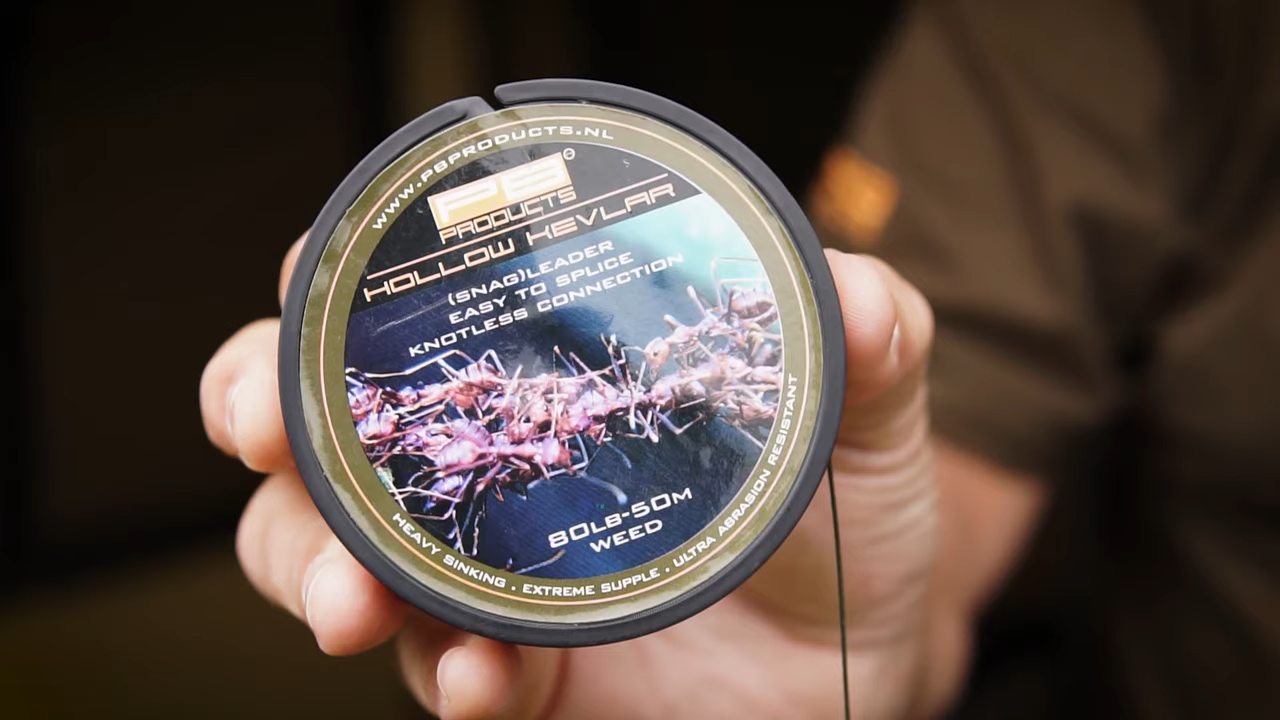 WWW.PBPRODUCTS.NL
PB
PRODUCTS
HOLLOW KEVLAR
(SNAG)LEADER
EASY TO SPLICE
KNOTLESS CONNECTION
80LB-50M
WEED
HEAVY SINKING . EXTREME SUPPLE . ULTRA ABRASION RESISTANT